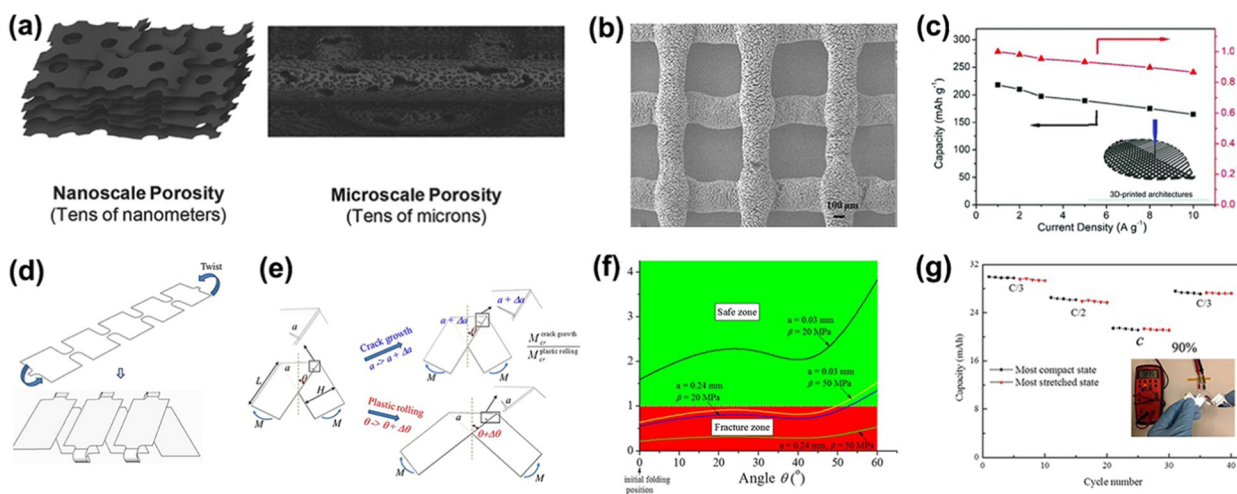 (a)
Nanoscale Porosity
(Tens of nanometers)
Microscale Porosity
(Tens of microns)
(b)
100 μm
(c)
300
250
200
150
100
50
0
Capacity (mAh g⁻¹)
0 2 4 6 8 10
Current Density (A g⁻¹)
1.0
0.8
0.6
0.4
0.2
0.0
3D-printed architectures
(d)
Twist
(e)
a
a
L
θ
H
M M
Crack growth
a -> a + Δa
Plastic rolling
θ -> θ + Δθ
a + Δa
a + Δa
θ
M M
M_cr^crack growth
M_cr^plastic rolling
a
a
θ+Δθ
M M
(f)
4
3
2
1
0
Safe zone
a = 0.03 mm
β = 20 MPa
a = 0.03 mm
β = 50 MPa
a = 0.24 mm
β = 20 MPa
Fracture zone
a = 0.24 mm, β = 50 MPa
0 10 20 30 40 50 60
initial folding
position
Angle θ (°)
(g)
32
24
16
8
0
Capacity (mAh)
C/3
C/2
C
C/3
90%
Most compact state
Most stretched state
0 10 20 30 40
Cycle number